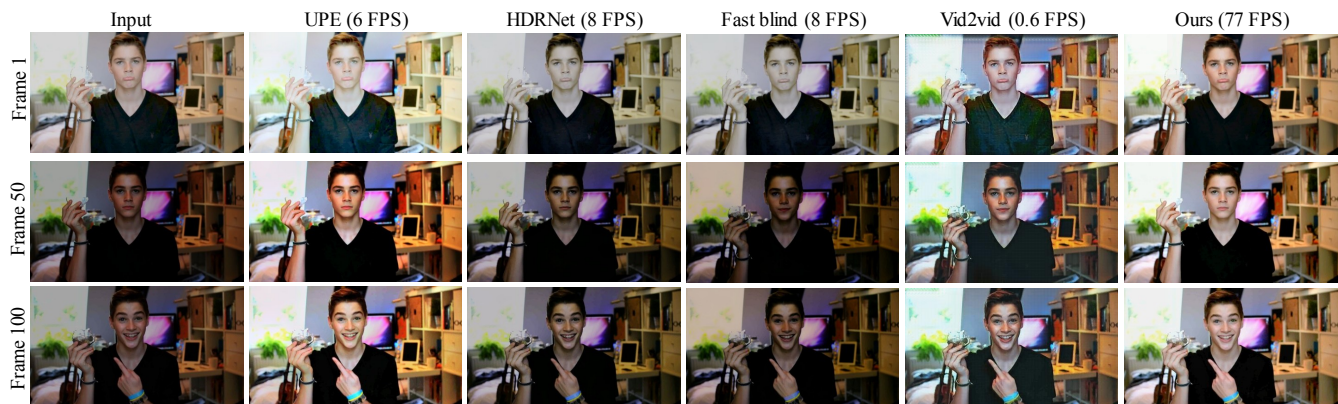 Input UPE (6 FPS) HDRNet (8 FPS) Fast blind (8 FPS) Vid2vid (0.6 FPS) Ours (77 FPS)
Frame 1
Frame 50
Frame 100